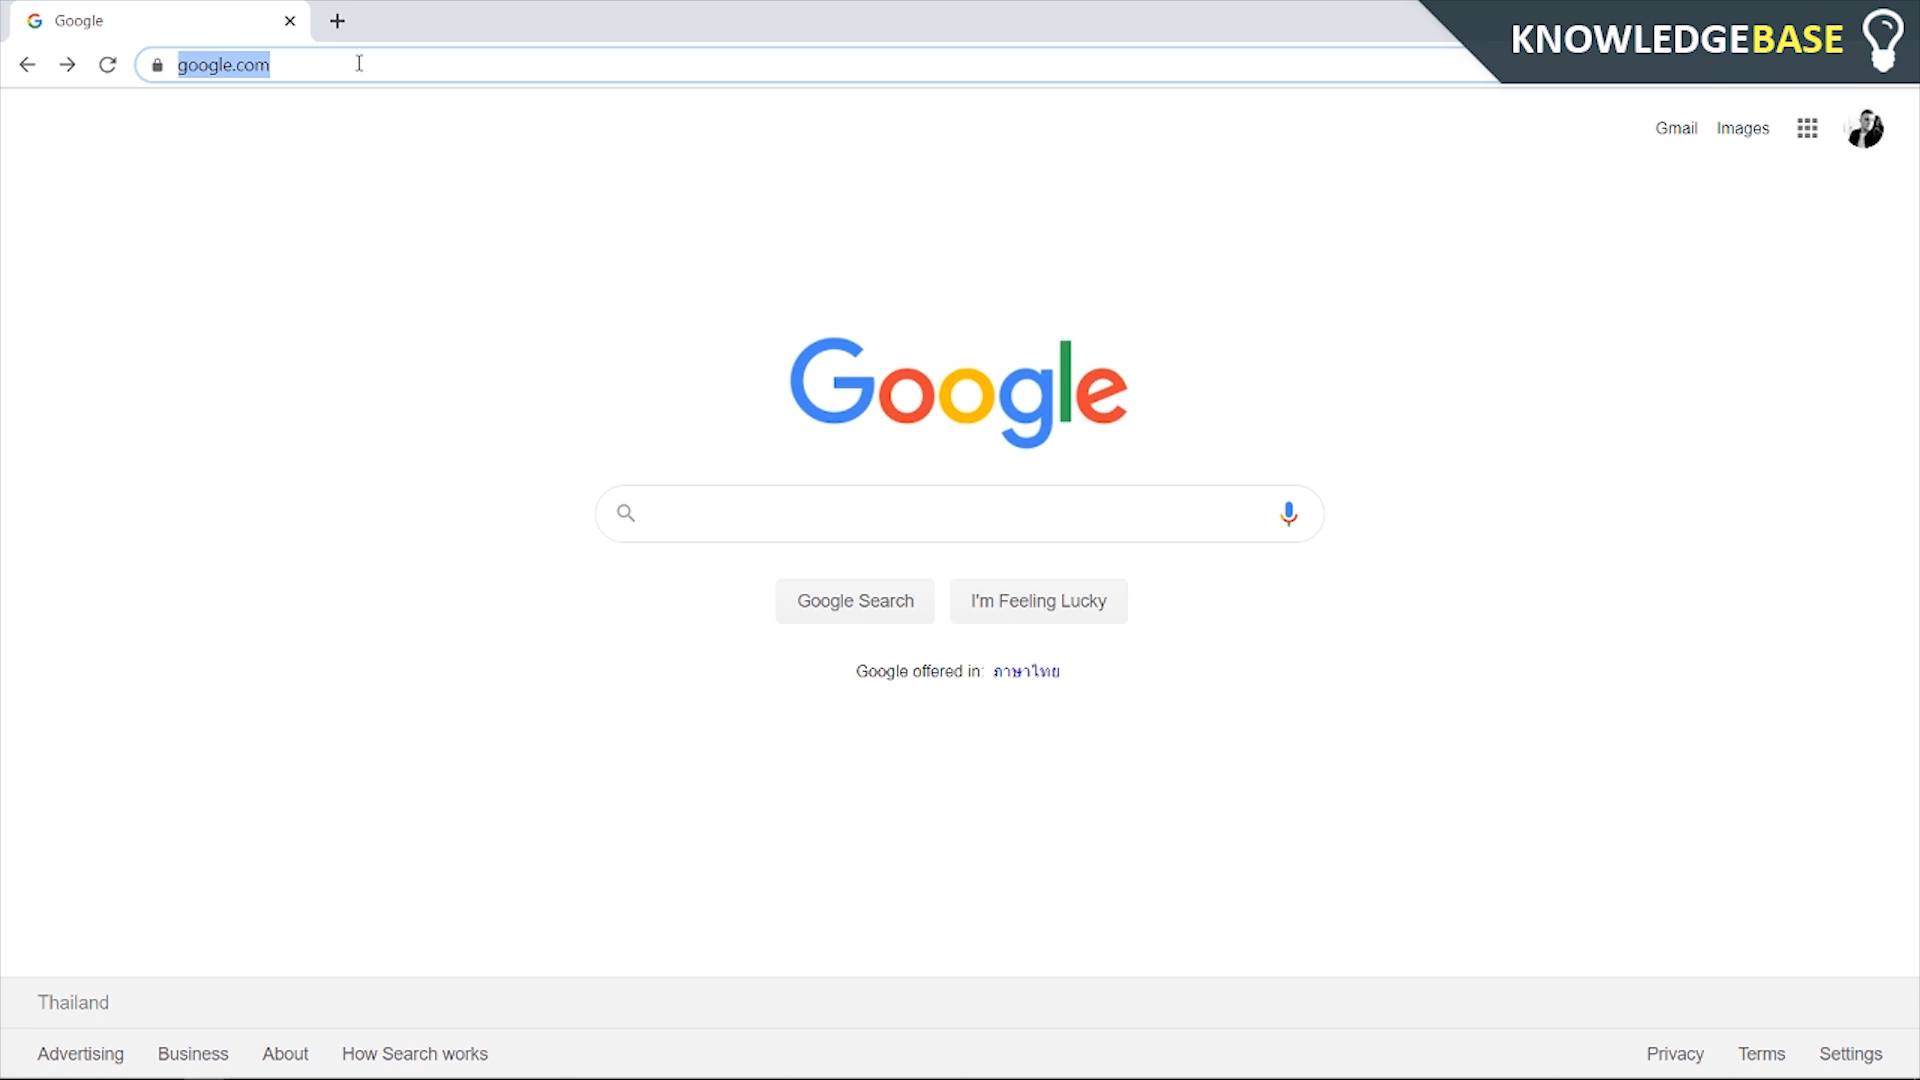 Google
KNOWLEDGEBASE
google.com
Gmail Images
Google
Google Search I'm Feeling Lucky
Google offered in: ภาษาไทย
Thailand
Advertising Business About How Search works Privacy Terms Settings